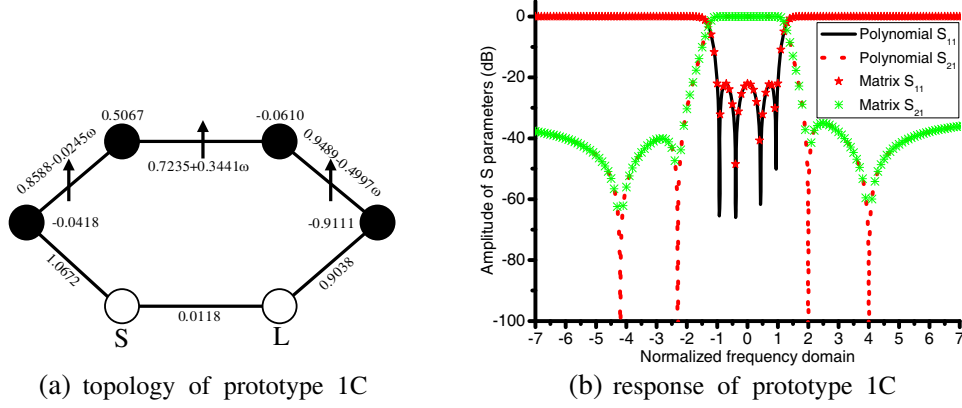 0.5067
-0.0610
0.8588-0.0245ω
0.7235+0.3441ω
0.9489-0.4997ω
-0.0418
-0.9111
1.0672
0.9038
0.0118
S
L
(a) topology of prototype 1C
Amplitude of S parameters (dB)
0
-20
-40
-60
-80
-100
Polynomial S₁₁
Polynomial S₂₁
Matrix S₁₁
Matrix S₂₁
-7 -6 -5 -4 -3 -2 -1 0 1 2 3 4 5 6 7
Normalized frequency domain
(b) response of prototype 1C